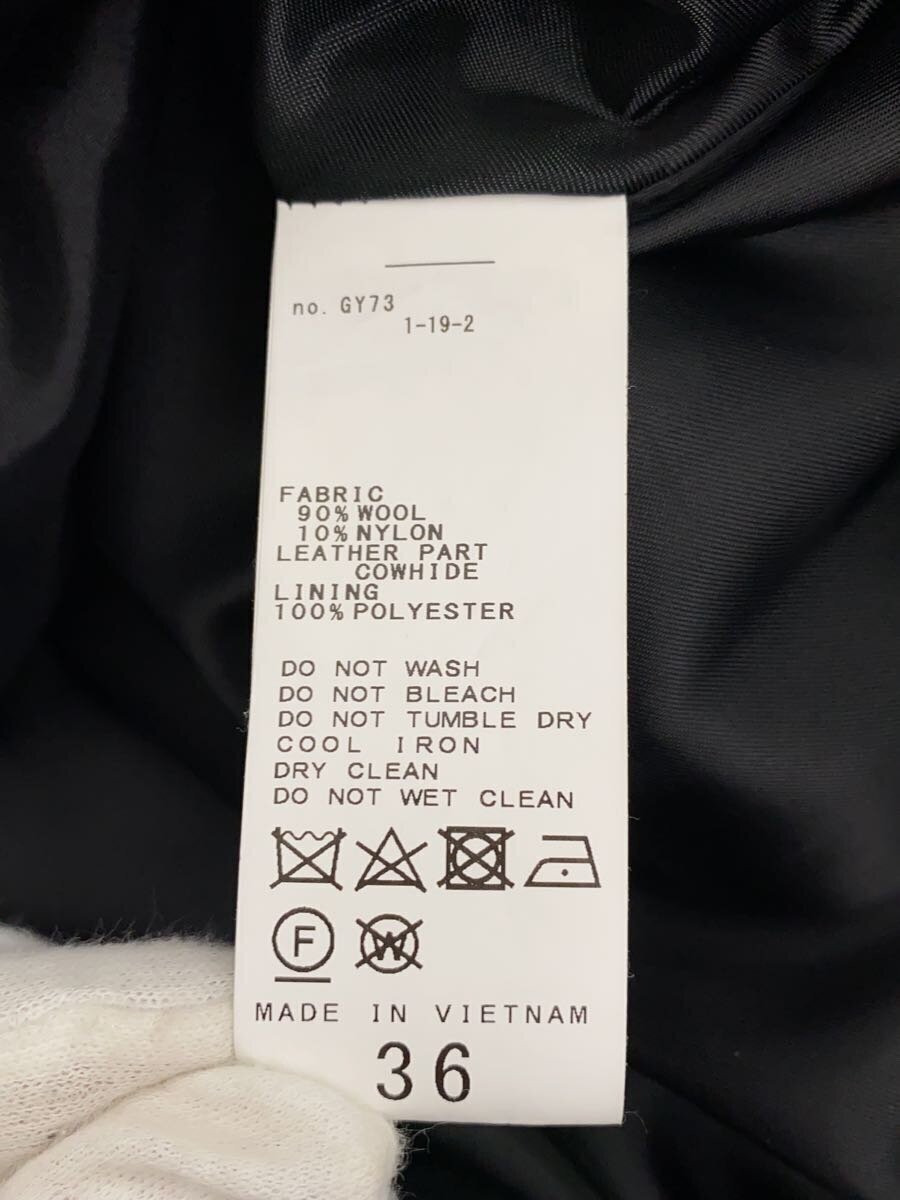 no. GY73
1-19-2
FABRIC
90% WOOL
10% NYLON
LEATHER PART
COWHIDE
LINING
100% POLYESTER
DO NOT WASH
DO NOT BLEACH
DO NOT TUMBLE DRY
COOL IRON
DRY CLEAN
DO NOT WET CLEAN
F W
MADE IN VIETNAM
36